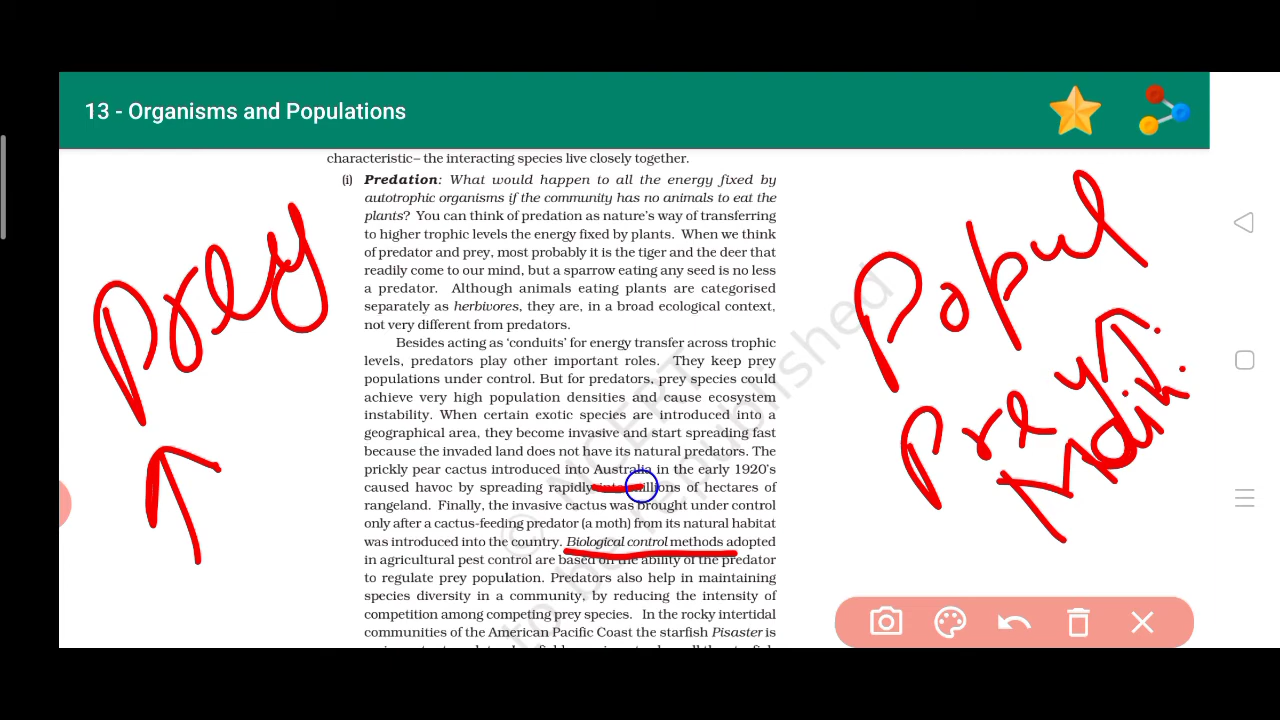 13 - Organisms and Populations
characteristic– the interacting species live closely together.
(i) Predation: What would happen to all the energy fixed by
autotrophic organisms if the community has no animals to eat the
plants? You can think of predation as nature's way of transferring
to higher trophic levels the energy fixed by plants. When we think
of predator and prey, most probably it is the tiger and the deer that
readily come to our mind, but a sparrow eating any seed is no less
a predator. Although animals eating plants are categorised
separately as herbivores, they are, in a broad ecological context,
not very different from predators.
Besides acting as 'conduits' for energy transfer across trophic
levels, predators play other important roles. They keep prey
populations under control. But for predators, prey species could
achieve very high population densities and cause ecosystem
instability. When certain exotic species are introduced into a
geographical area, they become invasive and start spreading fast
because the invaded land does not have its natural predators. The
prickly pear cactus introduced into Australia in the early 1920's
caused havoc by spreading rapidly into millions of hectares of
rangeland. Finally, the invasive cactus was brought under control
only after a cactus-feeding predator (a moth) from its natural habitat
was introduced into the country. Biological control methods adopted
in agricultural pest control are based on the ability of the predator
to regulate prey population. Predators also help in maintaining
species diversity in a community, by reducing the intensity of
competition among competing prey species. In the rocky intertidal
communities of the American Pacific Coast the starfish Pisaster is
Prey
Popul
Prey
© NCERT
to be republished